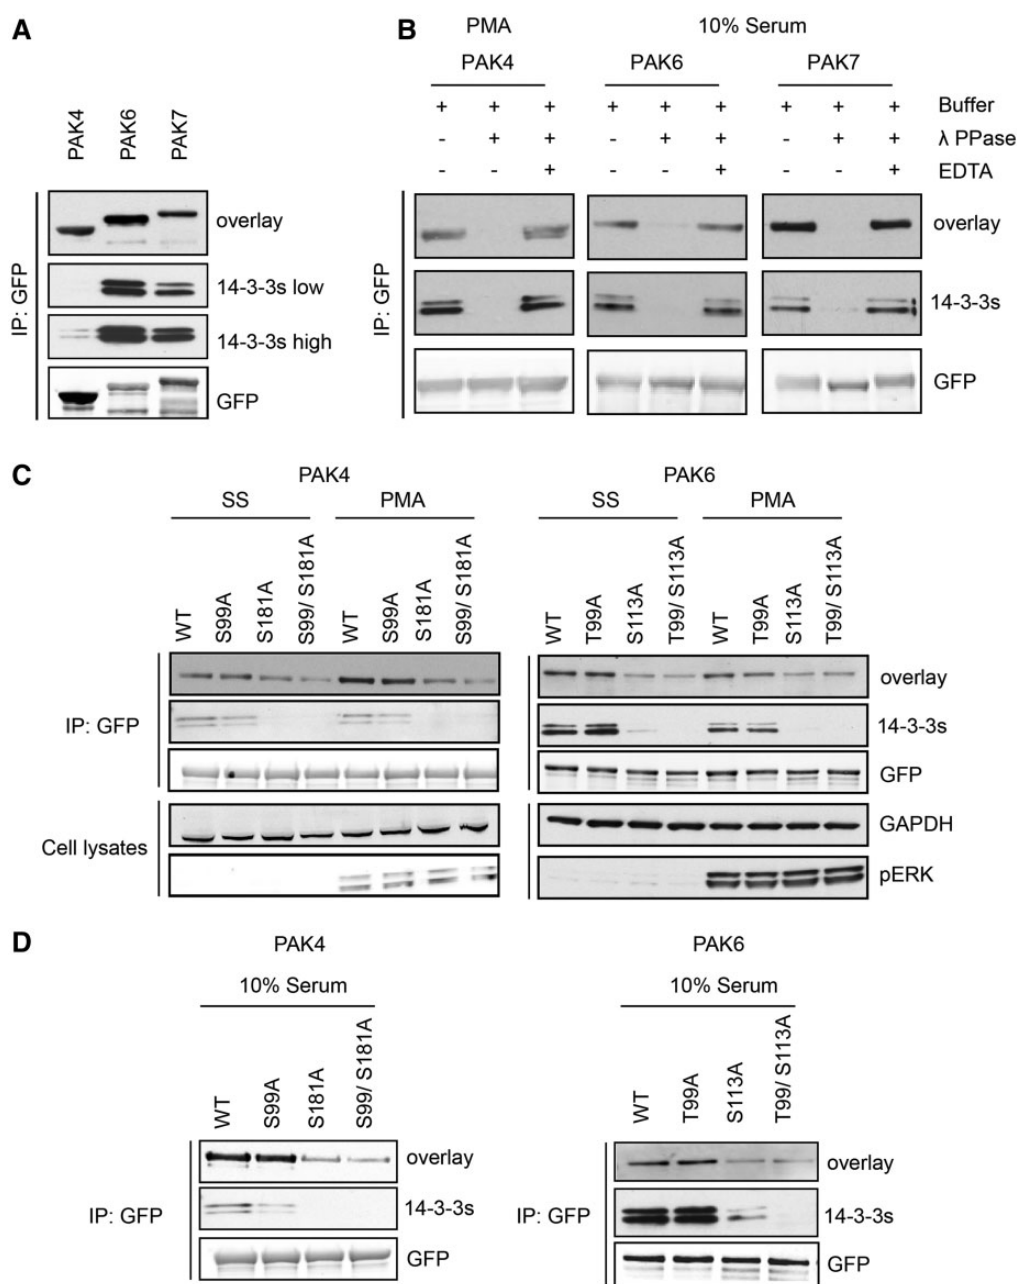 A
PAK4
PAK6
PAK7
IP: GFP
overlay
14-3-3s low
14-3-3s high
GFP
B
PMA
10% Serum
PAK4
PAK6
PAK7
+ + + + + + + + + Buffer
- + + - + + - + + λ PPase
- - + - - + - - + EDTA
IP: GFP
overlay
14-3-3s
GFP
C
PAK4
SS
PMA
WT
S99A
S181A
S99/ S181A
WT
S99A
S181A
S99/ S181A
PAK6
SS
PMA
WT
T99A
S113A
T99/ S113A
WT
T99A
S113A
T99/ S113A
IP: GFP
overlay
14-3-3s
GFP
Cell lysates
GAPDH
pERK
D
PAK4
10% Serum
WT
S99A
S181A
S99/ S181A
IP: GFP
overlay
14-3-3s
GFP
PAK6
10% Serum
WT
T99A
S113A
T99/ S113A
IP: GFP
overlay
14-3-3s
GFP